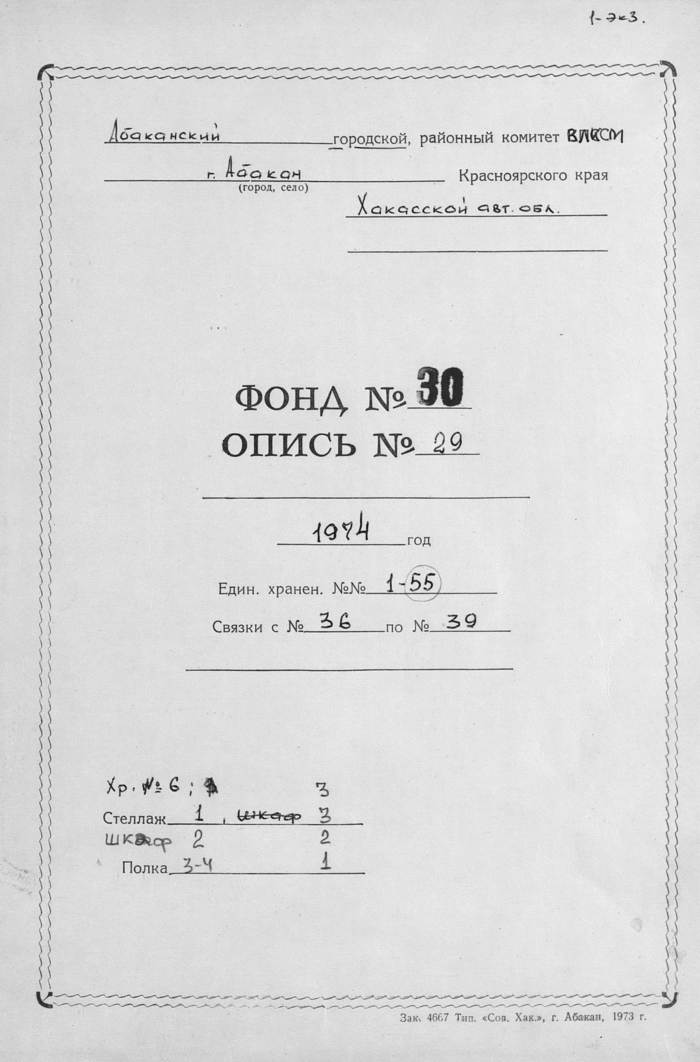 1-экз.
Абаканский городской, районный комитет ВЛКСМ
г. Абакан Красноярского края
(город, село)
Хакасской авт. обл.
ФОНД № 30
ОПИСЬ № 29
1974 год
Един. хранен. №№ 1-55
Связки с № 36 по № 39
Хр. № 6; 3
Стеллаж 1, шкаф 3
шкаф 2 2
Полка 3-4 1
Зак. 4667 Тип. «Сов. Хак.», г. Абакан, 1973 г.